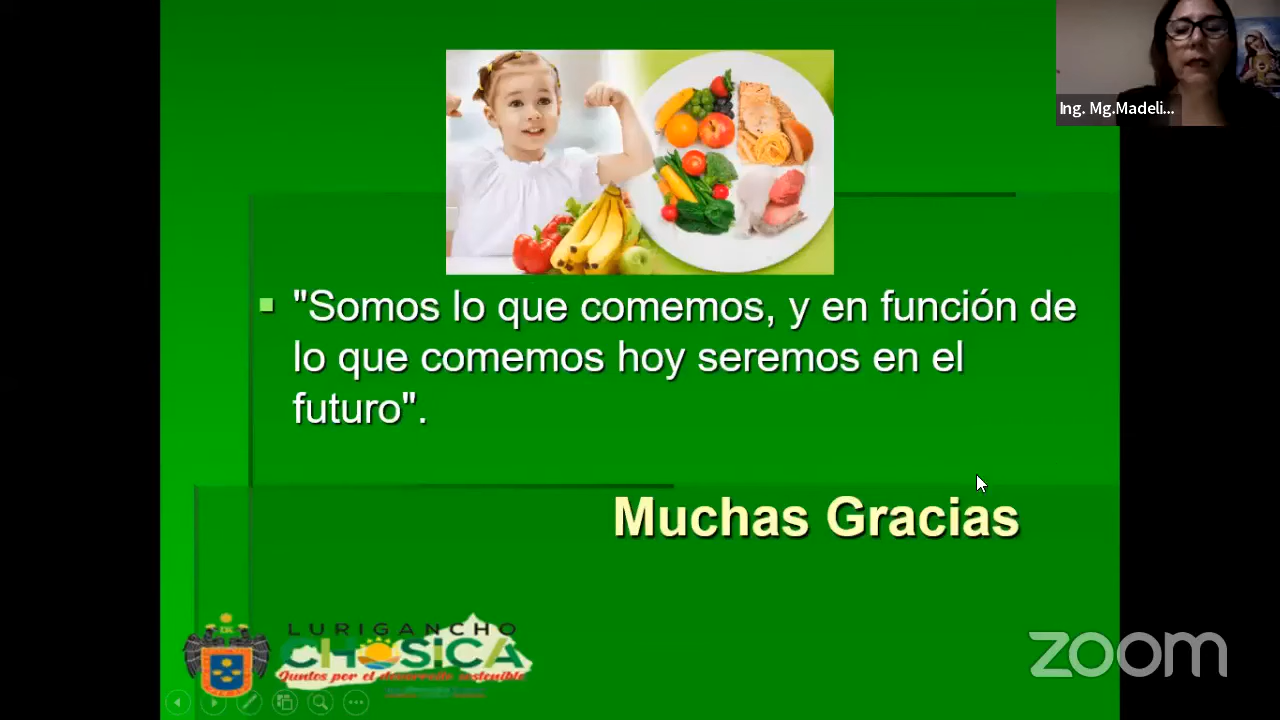 Ing. Mg.Madeli...
"Somos lo que comemos, y en función de
lo que comemos hoy seremos en el
futuro".
Muchas Gracias
LURIGANCHO
CHOSICA
Juntos por el desarrollo sostenible
zoom